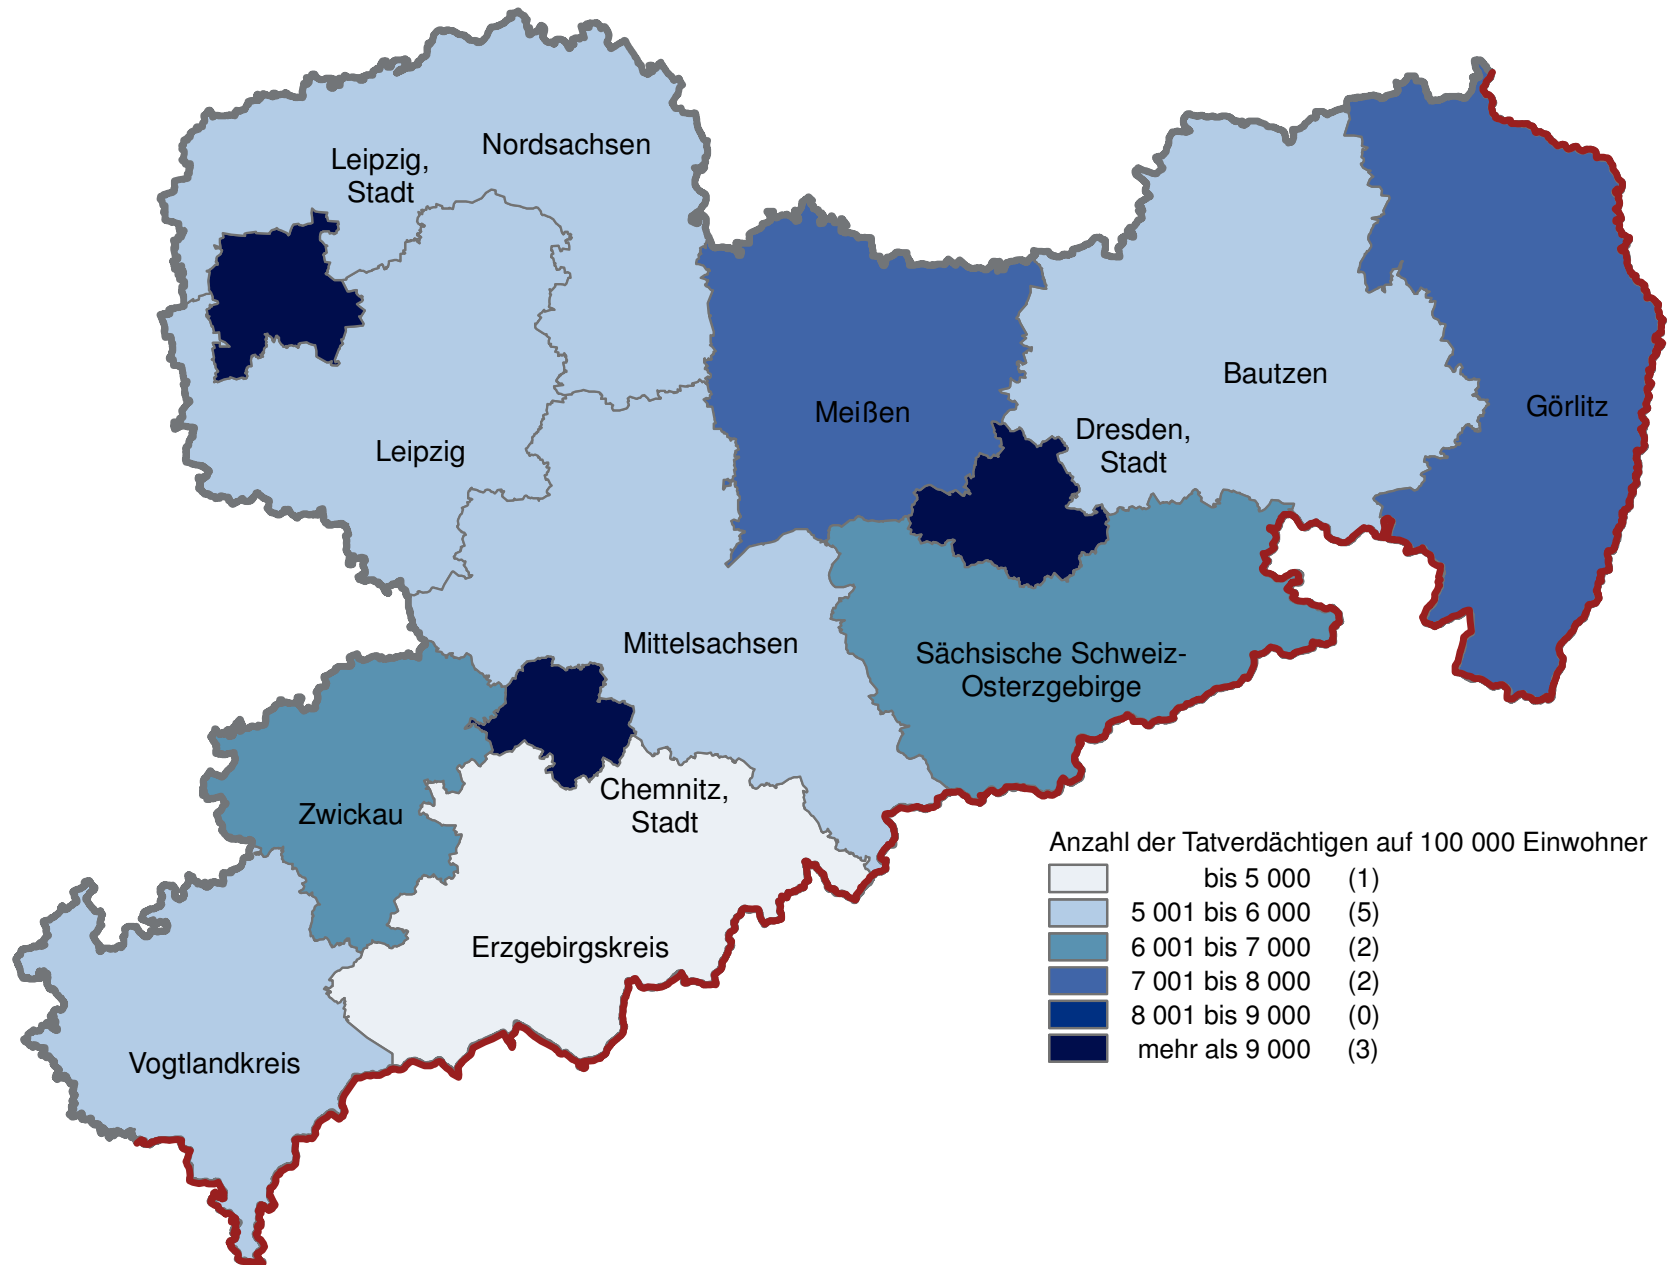 Nordsachsen
Leipzig,
Stadt
Bautzen
Görlitz
Meißen
Dresden,
Stadt
Leipzig
Mittelsachsen
Sächsische Schweiz-
Osterzgebirge
Chemnitz,
Stadt
Zwickau
Erzgebirgskreis
Vogtlandkreis
Anzahl der Tatverdächtigen auf 100 000 Einwohner
bis 5 000 (1)
5 001 bis 6 000 (5)
6 001 bis 7 000 (2)
7 001 bis 8 000 (2)
8 001 bis 9 000 (0)
mehr als 9 000 (3)